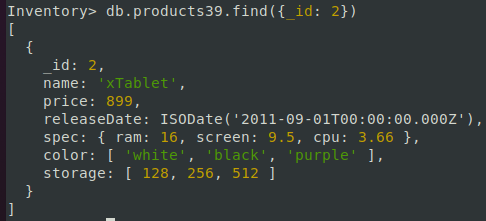 Inventory> db.products39.find({_id: 2})
[
  {
    _id: 2,
    name: 'xTablet',
    price: 899,
    releaseDate: ISODate('2011-09-01T00:00:00.000Z'),
    spec: { ram: 16, screen: 9.5, cpu: 3.66 },
    color: [ 'white', 'black', 'purple' ],
    storage: [ 128, 256, 512 ]
  }
]